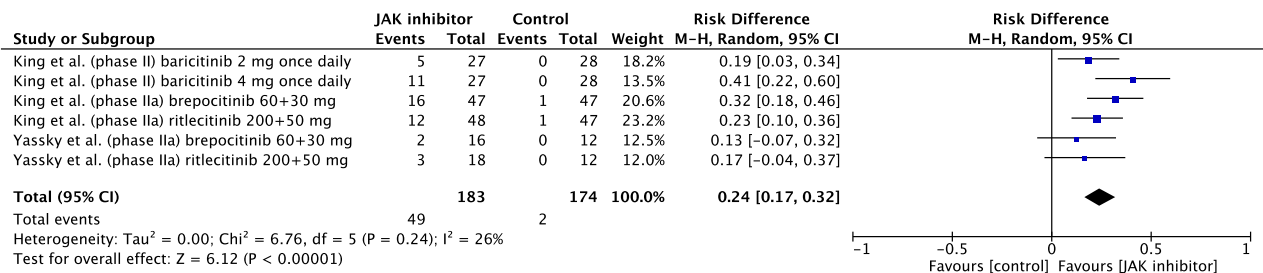 JAK inhibitor Control Risk Difference Risk Difference
Study or Subgroup Events Total Events Total Weight M-H, Random, 95% CI M-H, Random, 95% CI
King et al. (phase II) baricitinib 2 mg once daily 5 27 0 28 18.2% 0.19 [0.03, 0.34]
King et al. (phase II) baricitinib 4 mg once daily 11 27 0 28 13.5% 0.41 [0.22, 0.60]
King et al. (phase IIa) brepocitinib 60+30 mg 16 47 1 47 20.6% 0.32 [0.18, 0.46]
King et al. (phase IIa) ritlecitinib 200+50 mg 12 48 1 47 23.2% 0.23 [0.10, 0.36]
Yassky et al. (phase IIa) brepocitinib 60+30 mg 2 16 0 12 12.5% 0.13 [-0.07, 0.32]
Yassky et al. (phase IIa) ritlecitinib 200+50 mg 3 18 0 12 12.0% 0.17 [-0.04, 0.37]
Total (95% CI) 183 174 100.0% 0.24 [0.17, 0.32]
Total events 49 2
Heterogeneity: Tau² = 0.00; Chi² = 6.76, df = 5 (P = 0.24); I² = 26%
Test for overall effect: Z = 6.12 (P < 0.00001)
-1 -0.5 0 0.5 1
Favours [control] Favours [JAK inhibitor]